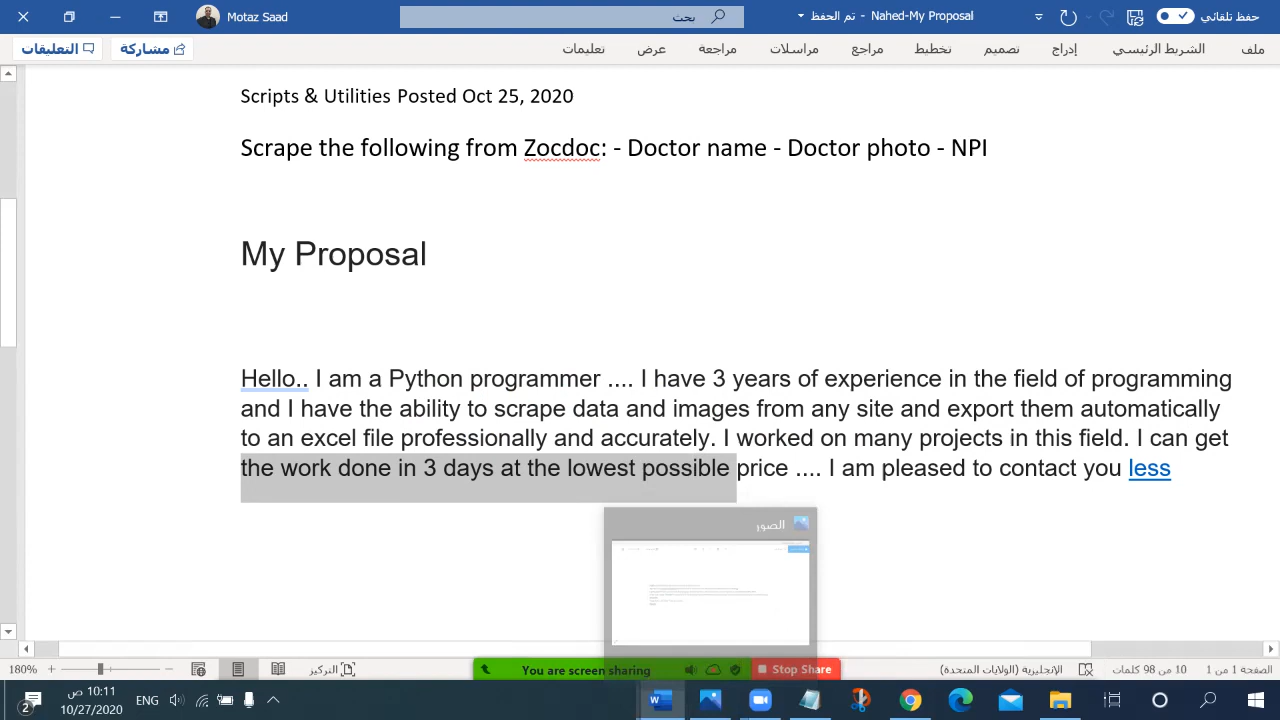 Motaz Saad
بحث
Nahed-My Proposal - تم الحفظ
حفظ تلقائي
التعليقات
مشاركة
ملف
الشريط الرئيسي
إدراج
تصميم
تخطيط
مراجع
مراسلات
مراجعة
عرض
تعليمات
Scripts & Utilities Posted Oct 25, 2020
Scrape the following from Zocdoc: - Doctor name - Doctor photo - NPI
My Proposal
Hello.. I am a Python programmer .... I have 3 years of experience in the field of programming
and I have the ability to scrape data and images from any site and export them automatically
to an excel file professionally and accurately. I worked on many projects in this field. I can get
the work done in 3 days at the lowest possible price .... I am pleased to contact you less
الصور
180%
التركيز
You are screen sharing
Stop Share
الإنجليزية (الولايات المتحدة)
10 من 98 كلمات
الصفحة 1 من 1
10:11 ص
10/27/2020
ENG
2